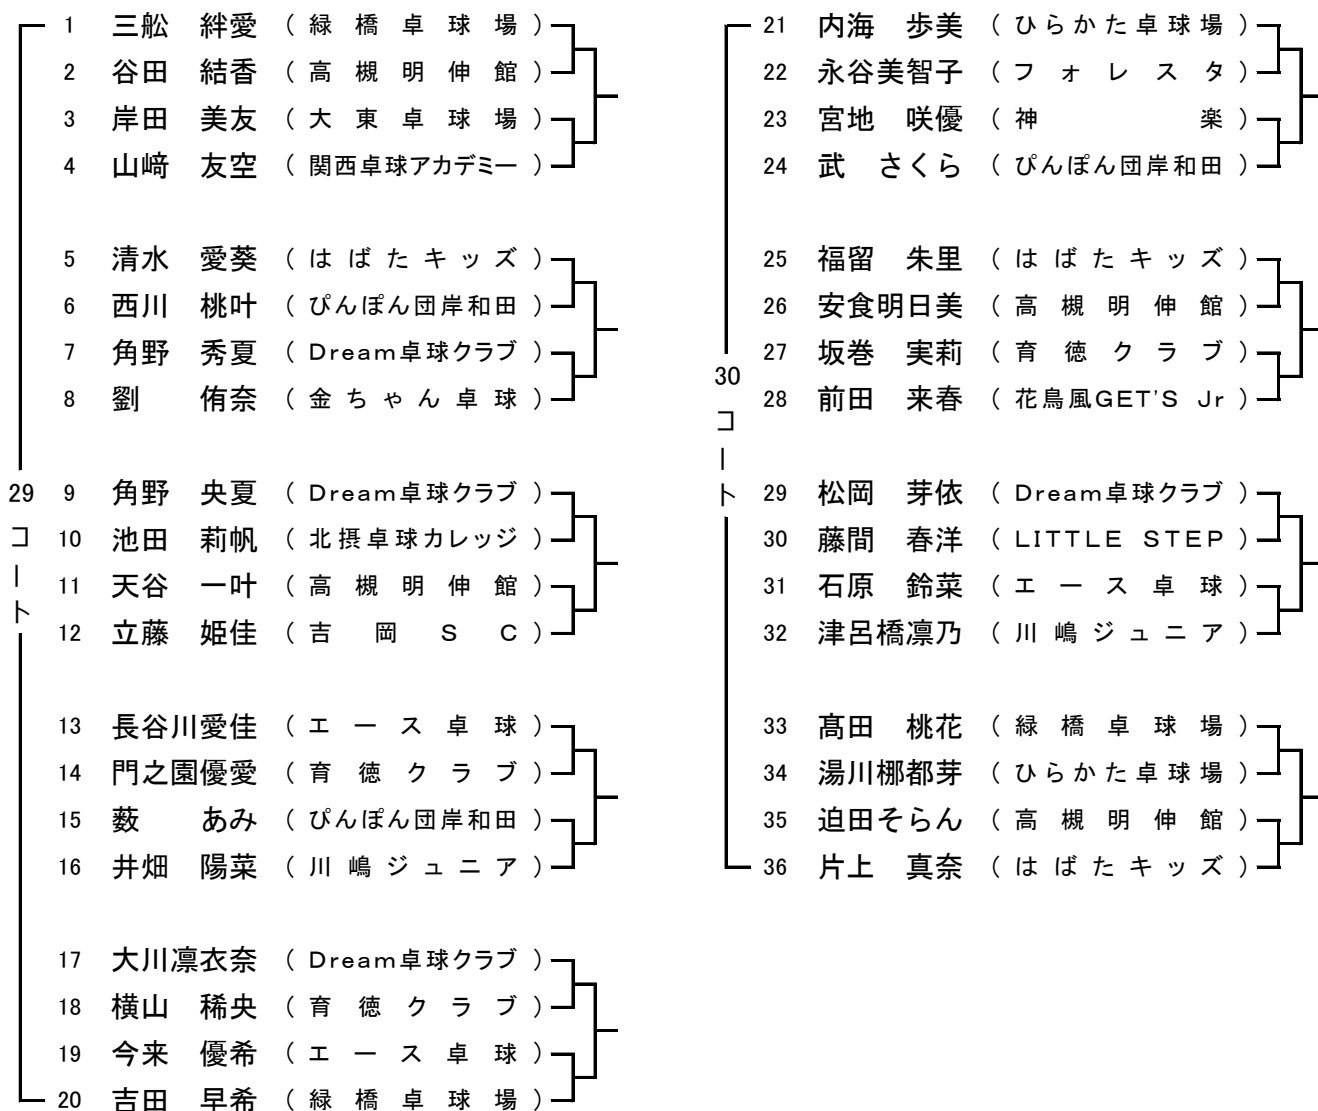 1 三舩 絆愛 (緑橋卓球場)
2 谷田 結香 (高槻明伸館)
3 岸田 美友 (大東卓球場)
4 山﨑 友空 (関西卓球アカデミー)
5 清水 愛葵 (はばたキッズ)
6 西川 桃叶 (ぴんぽん団岸和田)
7 角野 秀夏 (Dream卓球クラブ)
8 劉 侑奈 (金ちゃん卓球)
29コート
9 角野 央夏 (Dream卓球クラブ)
10 池田 莉帆 (北摂卓球カレッジ)
11 天谷 一叶 (高槻明伸館)
12 立藤 姫佳 (吉岡SC)
13 長谷川愛佳 (エース卓球)
14 門之園優愛 (育徳クラブ)
15 薮 あみ (ぴんぽん団岸和田)
16 井畑 陽菜 (川嶋ジュニア)
17 大川凛衣奈 (Dream卓球クラブ)
18 横山 稀央 (育徳クラブ)
19 今来 優希 (エース卓球)
20 吉田 早希 (緑橋卓球場)
21 内海 歩美 (ひらかた卓球場)
22 永谷美智子 (フォレスタ)
23 宮地 咲優 (神楽)
24 武 さくら (ぴんぽん団岸和田)
25 福留 朱里 (はばたキッズ)
26 安食明日美 (高槻明伸館)
27 坂巻 実莉 (育徳クラブ)
30コート
28 前田 来春 (花鳥風GET'S Jr)
29 松岡 芽依 (Dream卓球クラブ)
30 藤間 春洋 (LITTLE STEP)
31 石原 鈴菜 (エース卓球)
32 津呂橋凛乃 (川嶋ジュニア)
33 髙田 桃花 (緑橋卓球場)
34 湯川梛都芽 (ひらかた卓球場)
35 迫田そらん (高槻明伸館)
36 片上 真奈 (はばたキッズ)